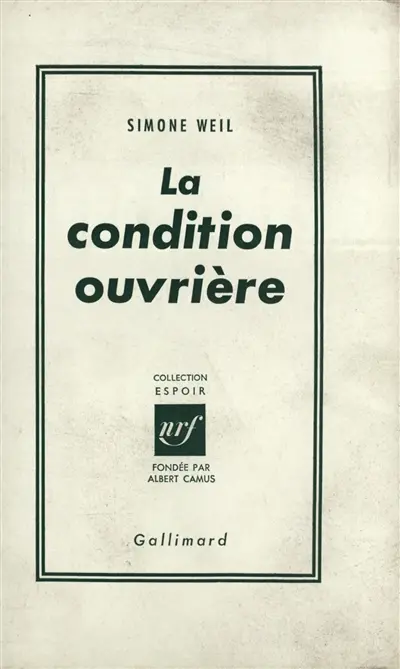 SIMONE WEIL
La
condition
ouvrière
COLLECTION
ESPOIR
nrf
FONDÉE PAR
ALBERT CAMUS
Gallimard